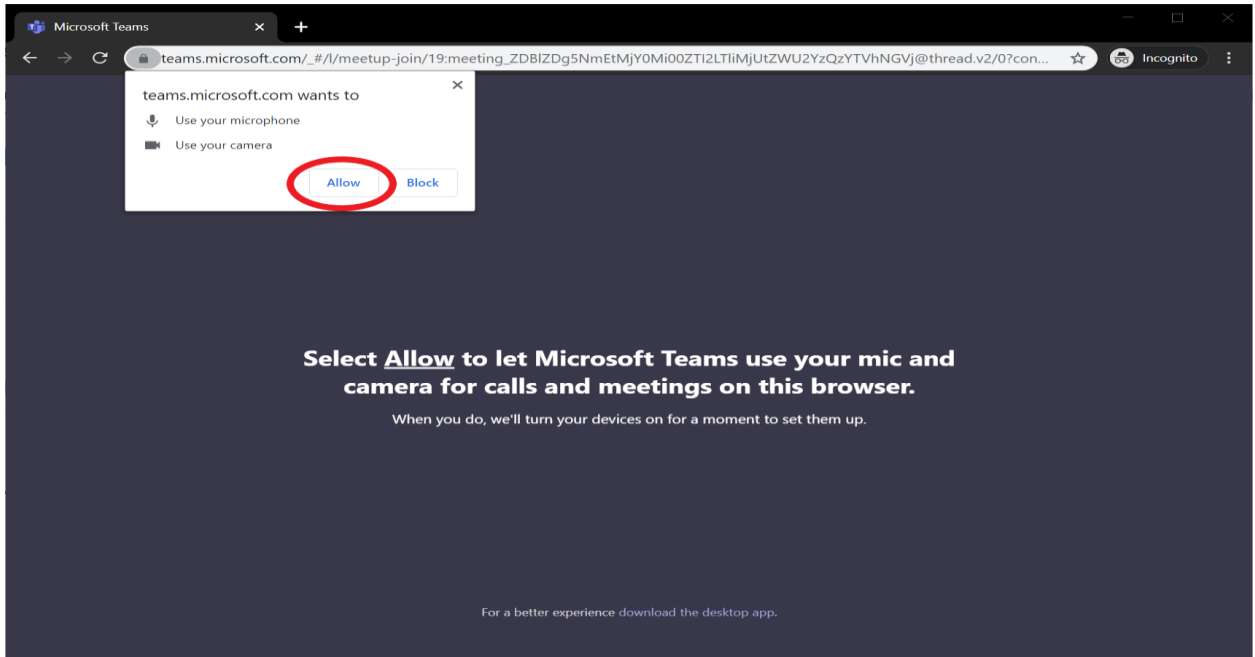 Microsoft Teams
teams.microsoft.com/_#/l/meetup-join/19:meeting_ZDBlZDg5NmEtMjY0Mi00ZTI2LTliMjUtZWU2YzQzYTVhNGVj@thread.v2/0?con...
Incognito
teams.microsoft.com wants to
Use your microphone
Use your camera
Allow
Block
Select Allow to let Microsoft Teams use your mic and
camera for calls and meetings on this browser.
When you do, we'll turn your devices on for a moment to set them up.
For a better experience download the desktop app.